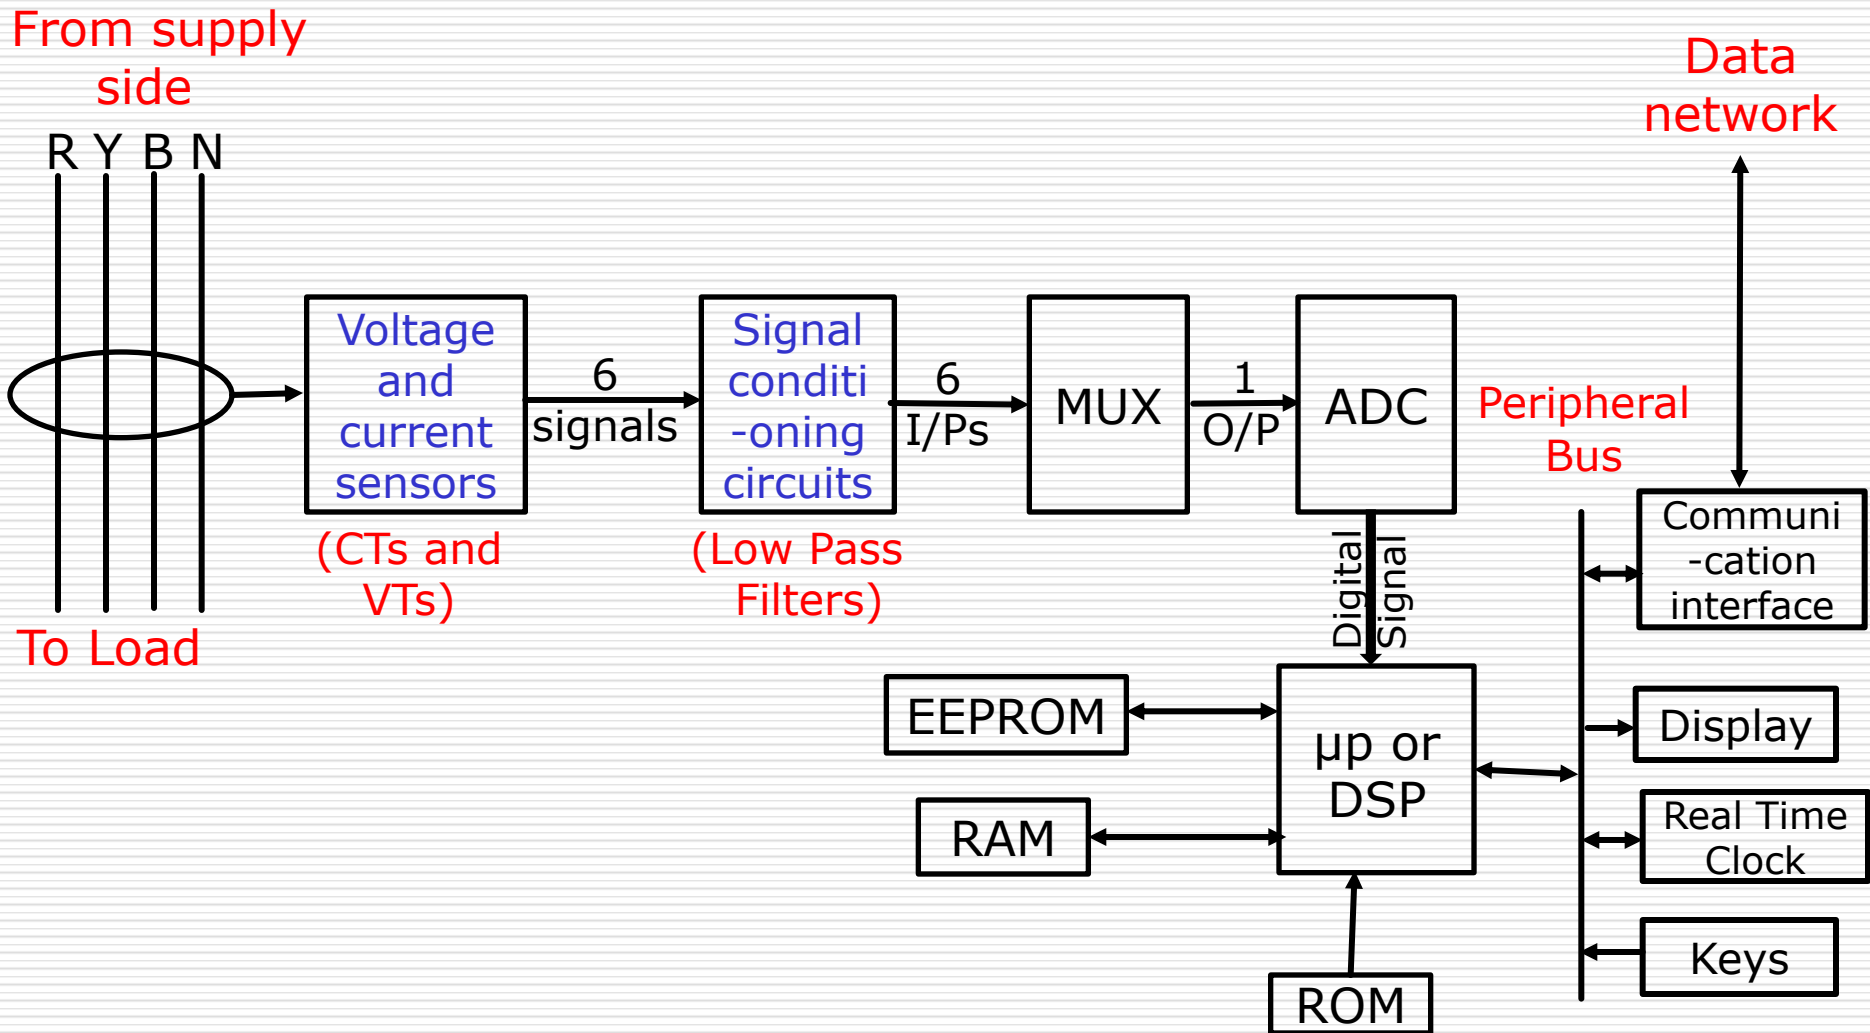 From supply
side
R Y B N
To Load
Voltage
and
current
sensors
(CTs and
VTs)
6
signals
Signal
conditi
-oning
circuits
(Low Pass
Filters)
6
I/Ps
MUX
1
O/P
ADC
Digital
Signal
Peripheral
Bus
Data
network
Communi
-cation
interface
EEPROM
RAM
µp or
DSP
ROM
Display
Real Time
Clock
Keys